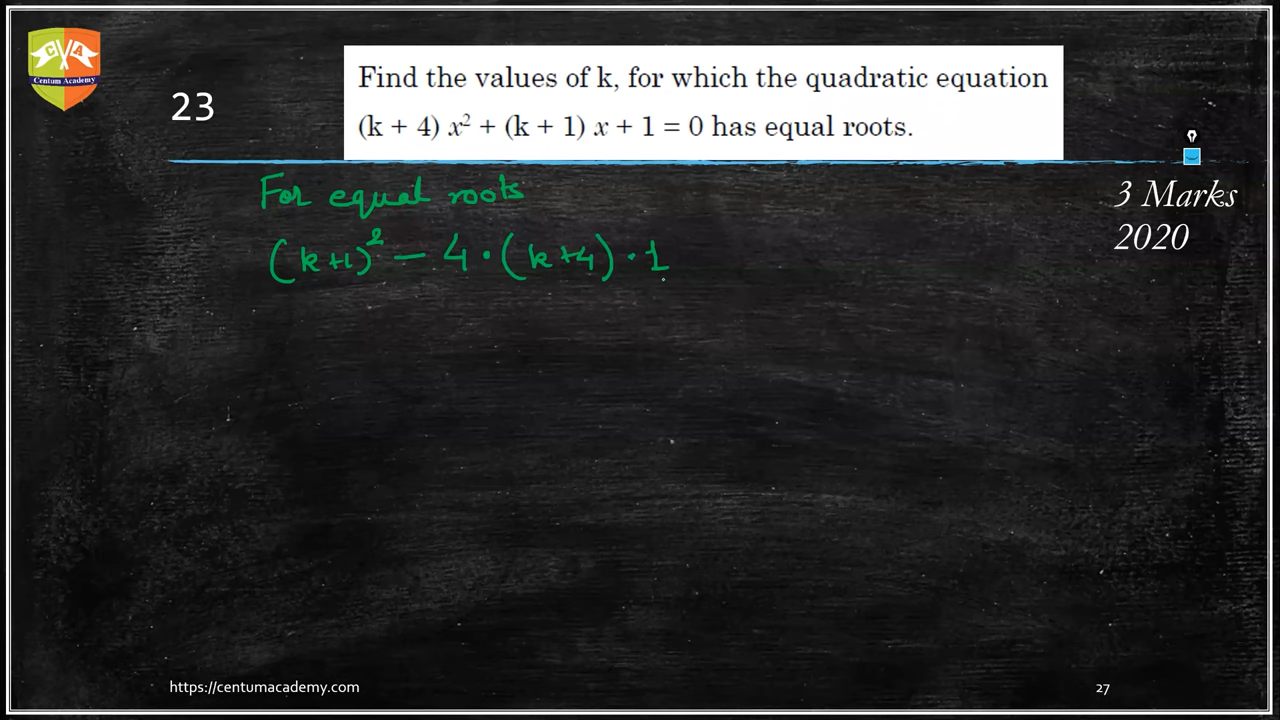 C A
Centum Academy
23
Find the values of k, for which the quadratic equation
(k + 4) x² + (k + 1) x + 1 = 0 has equal roots.
3 Marks
2020
For equal roots
(k+1)² – 4 · (k+4) · 1
https://centumacademy.com
27